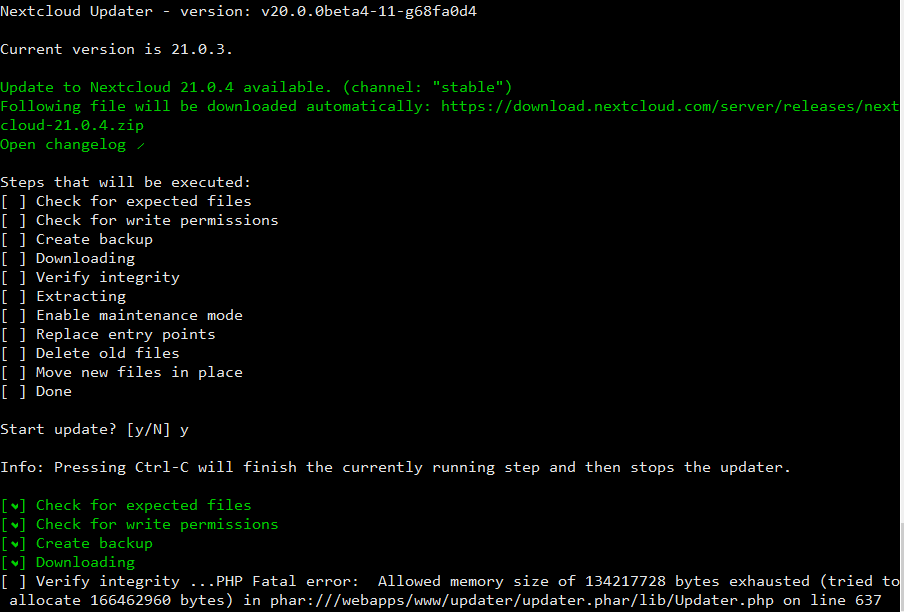 Nextcloud Updater - version: v20.0.0beta4-11-g68fa0d4
Current version is 21.0.3.
Update to Nextcloud 21.0.4 available. (channel: "stable")
Following file will be downloaded automatically: https://download.nextcloud.com/server/releases/next
cloud-21.0.4.zip
Open changelog ↗
Steps that will be executed:
[ ] Check for expected files
[ ] Check for write permissions
[ ] Create backup
[ ] Downloading
[ ] Verify integrity
[ ] Extracting
[ ] Enable maintenance mode
[ ] Replace entry points
[ ] Delete old files
[ ] Move new files in place
[ ] Done
Start update? [y/N] y
Info: Pressing Ctrl-C will finish the currently running step and then stops the updater.
[✔] Check for expected files
[✔] Check for write permissions
[✔] Create backup
[✔] Downloading
[ ] Verify integrity ...PHP Fatal error:  Allowed memory size of 134217728 bytes exhausted (tried to
allocate 166462960 bytes) in phar:///webapps/www/updater/updater.phar/lib/Updater.php on line 637